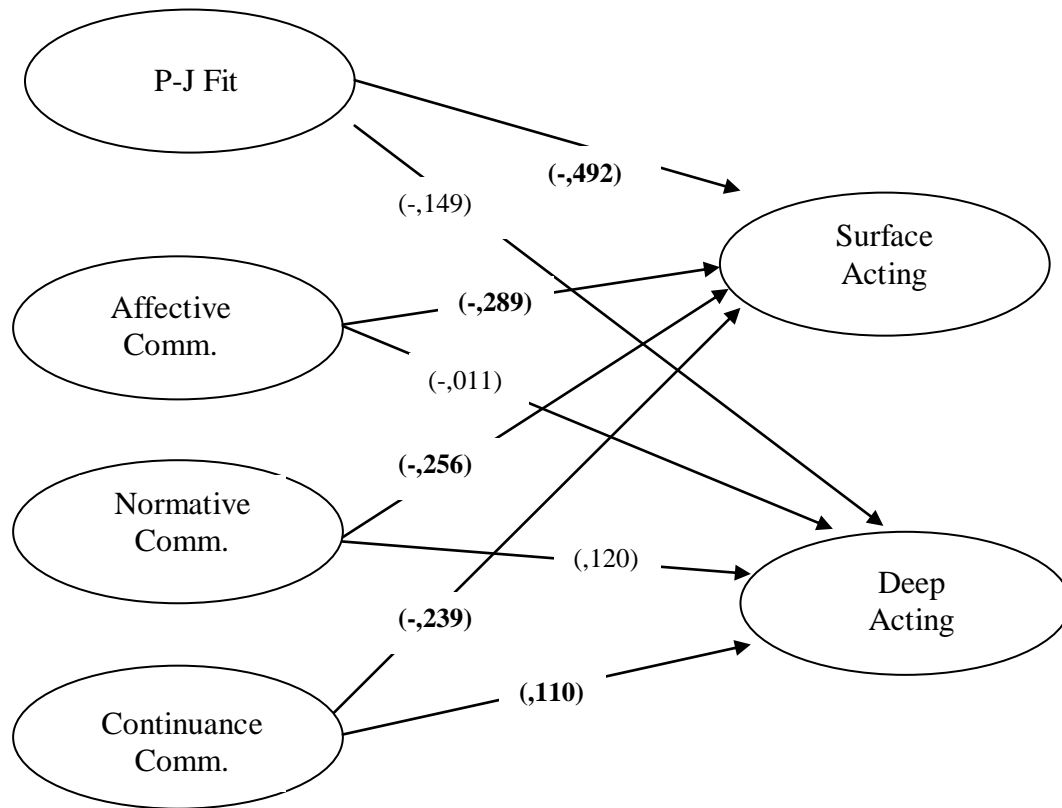 P-J Fit
(-,492)
(-,149)
Surface
Acting
Affective
Comm.
(-,289)
(-,011)
Normative
Comm.
(-,256)
(,120)
Deep
Acting
(-,239)
(,110)
Continuance
Comm.